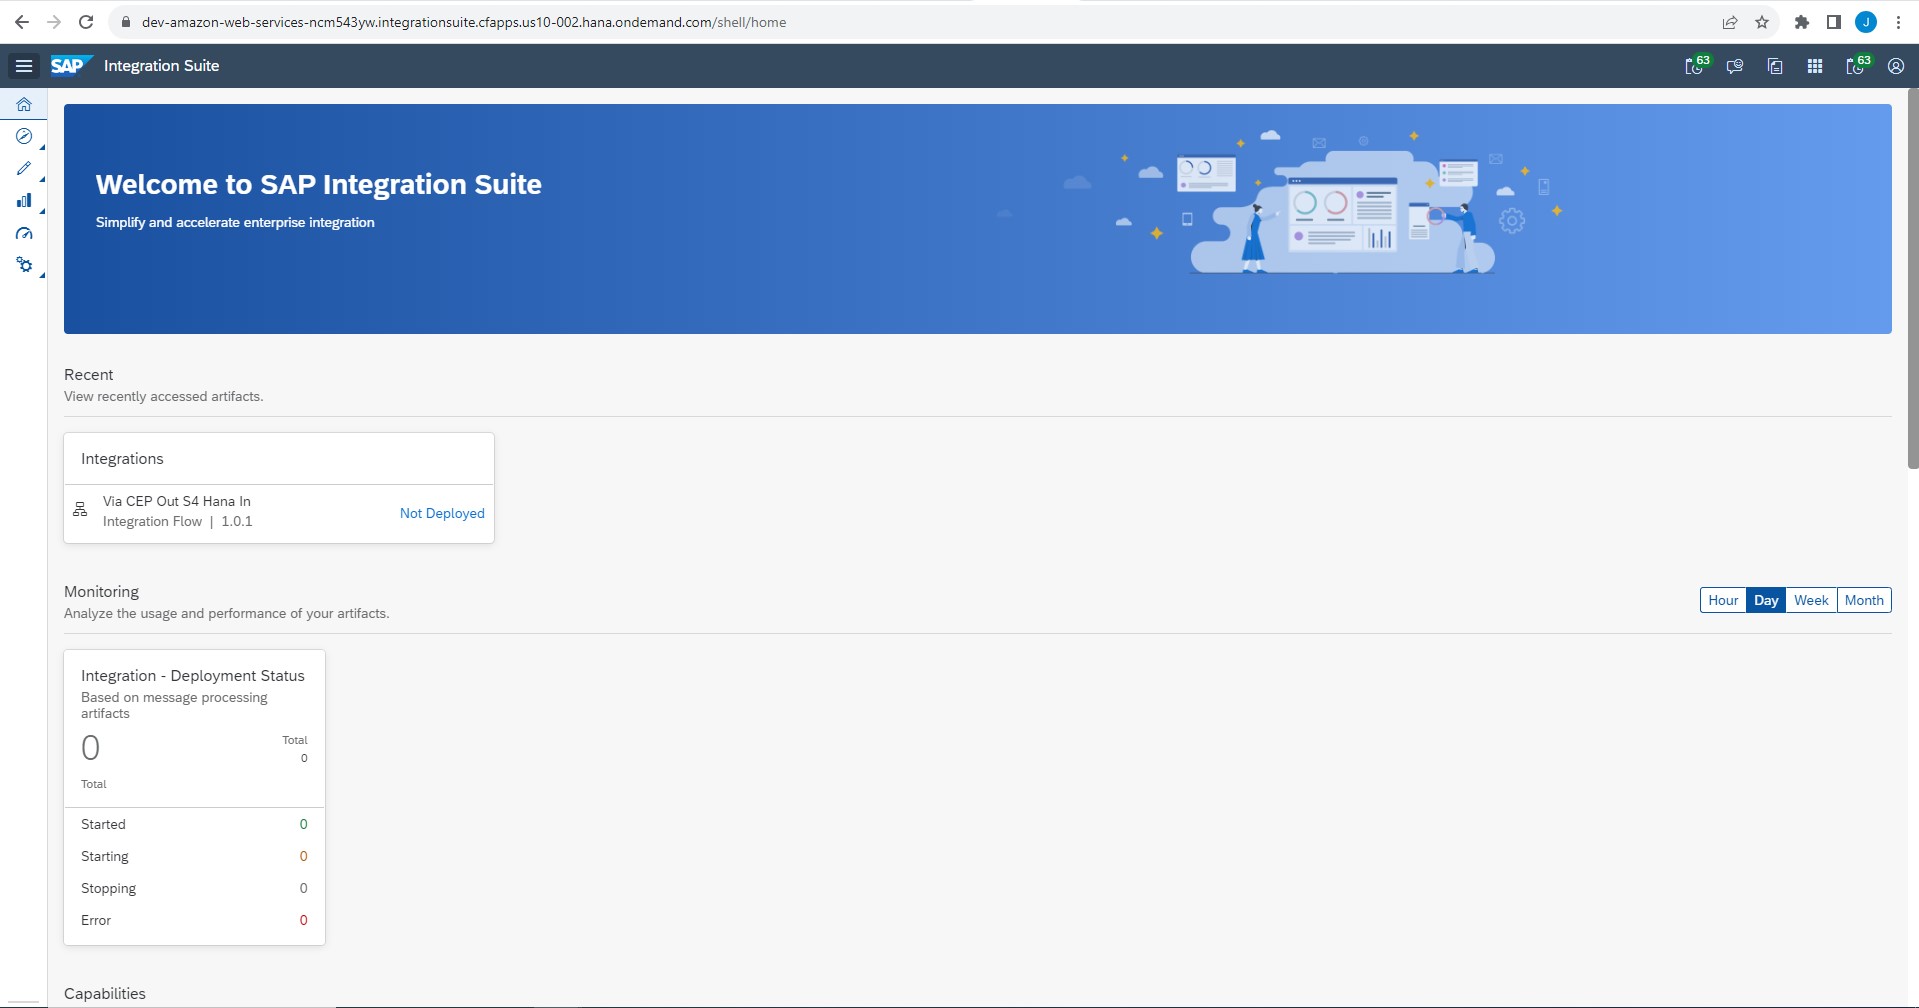 dev-amazon-web-services-ncm543yw.integrationsuite.cfapps.us10-002.hana.ondemand.com/shell/home
J
SAP Integration Suite
63
63
Welcome to SAP Integration Suite
Simplify and accelerate enterprise integration
Recent
View recently accessed artifacts.
Integrations
Via CEP Out S4 Hana In
Integration Flow | 1.0.1
Not Deployed
Monitoring
Analyze the usage and performance of your artifacts.
Hour Day Week Month
Integration - Deployment Status
Based on message processing
artifacts
0
Total
Total
0
Started 0
Starting 0
Stopping 0
Error 0
Capabilities